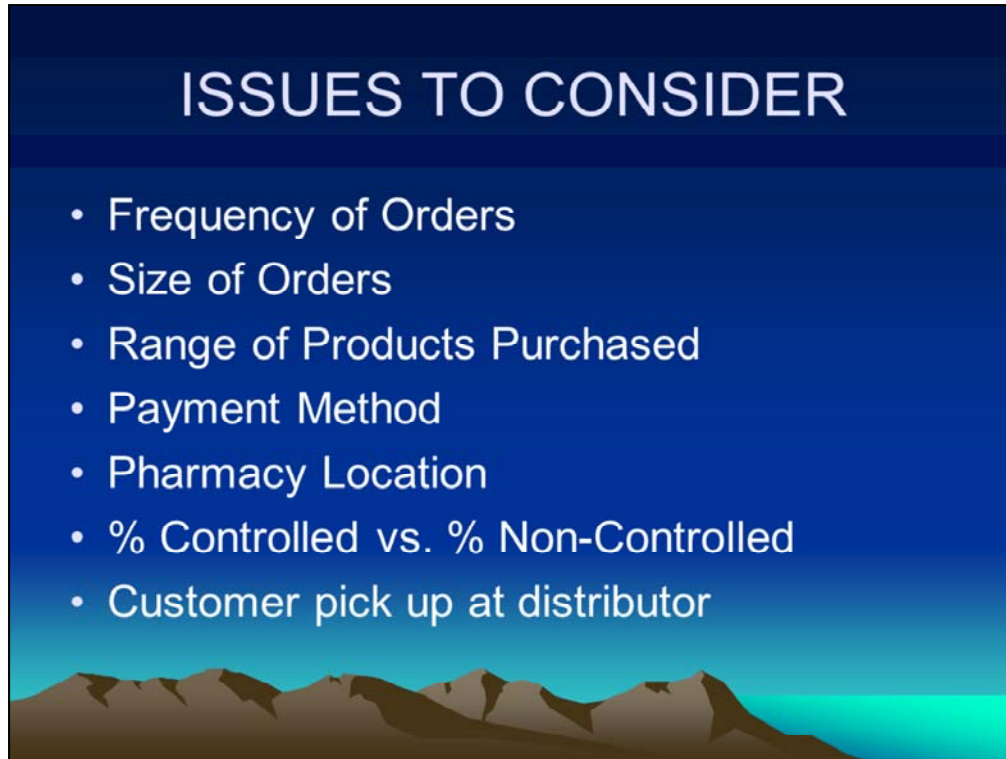 ISSUES TO CONSIDER
• Frequency of Orders
• Size of Orders
• Range of Products Purchased
• Payment Method
• Pharmacy Location
• % Controlled vs. % Non-Controlled
• Customer pick up at distributor